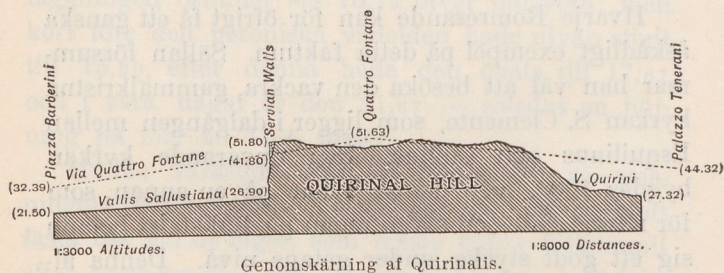 Piazza Barberini
Servian Walls
Quattro Fontane
Palazzo Tenerani
(51.80)
(51.63)
Via Quattro Fontane
(41.80)
(44.32)
(32.39)
QUIRINAL HILL
V. Quirini
Vallis Sallustiana
(26.90)
(27.32)
(21.50)
1:3000 Altitudes.
1:6000 Distances.
Genomskärning af Quirinalis.